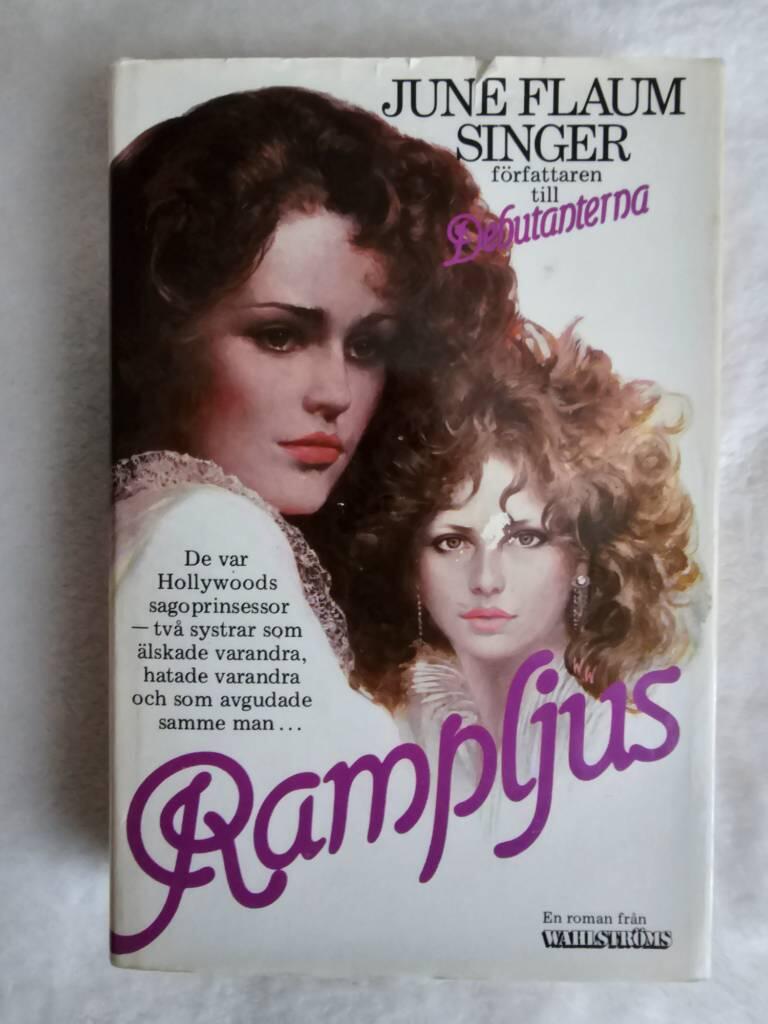 JUNE FLAUM
SINGER
författaren
till
Debutanterna
De var
Hollywoods
sagoprinsessor
— två systrar som
älskade varandra,
hatade varandra
och som avgudade
samme man...
WW
Rampljus
En roman från
WAHLSTRÖMS